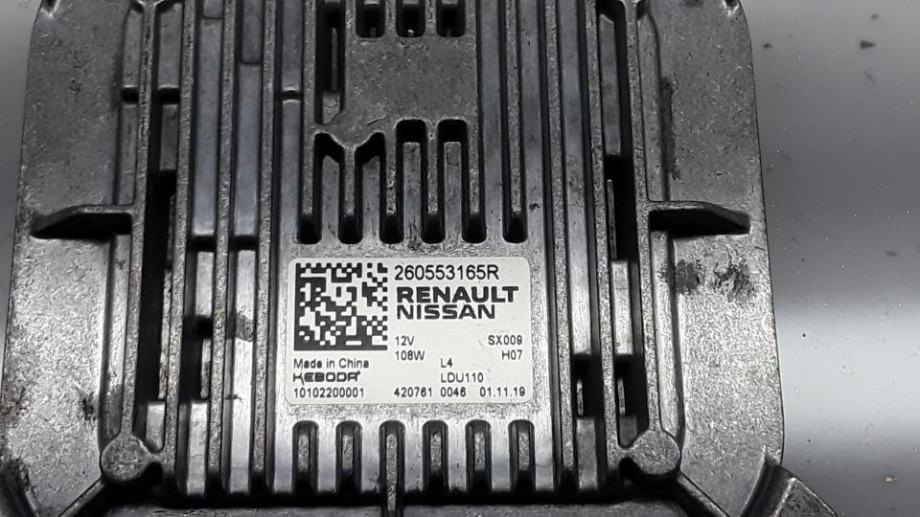 260553165R
RENAULT
NISSAN
12V SX009
108W L4 H07
Made in China
KEBODA LDU110
10102200001 420761 0046 01.11.19